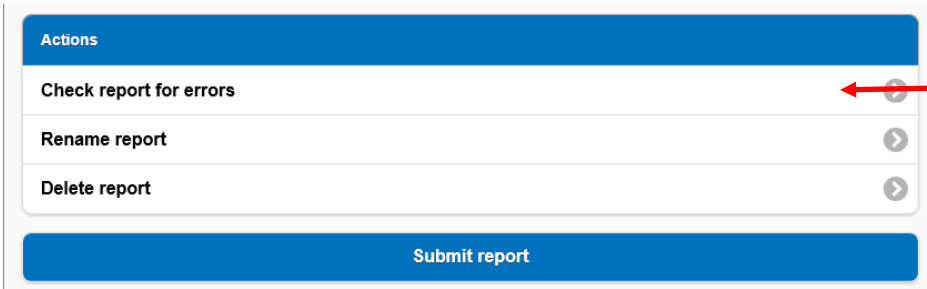 Actions
Check report for errors
Rename report
Delete report
Submit report